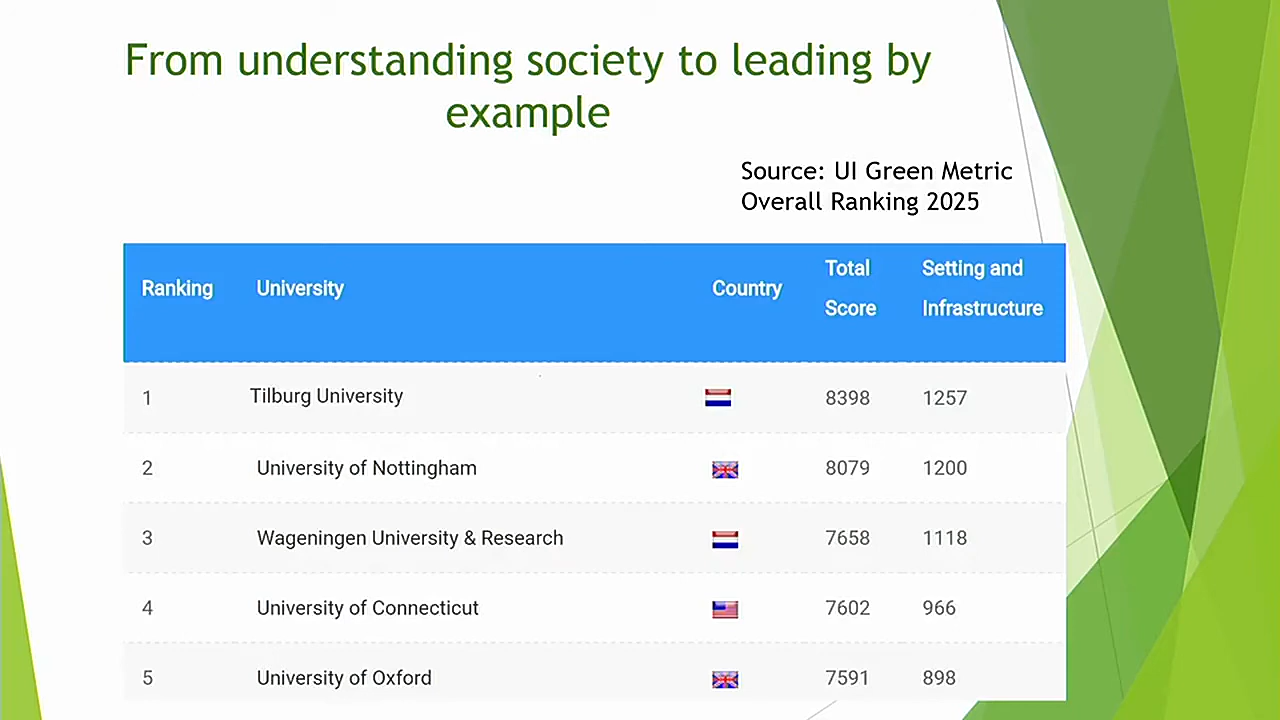 From understanding society to leading by
example
Source: UI Green Metric
Overall Ranking 2025
Ranking University Country Total Score Setting and Infrastructure
1 Tilburg University 8398 1257
2 University of Nottingham 8079 1200
3 Wageningen University & Research 7658 1118
4 University of Connecticut 7602 966
5 University of Oxford 7591 898